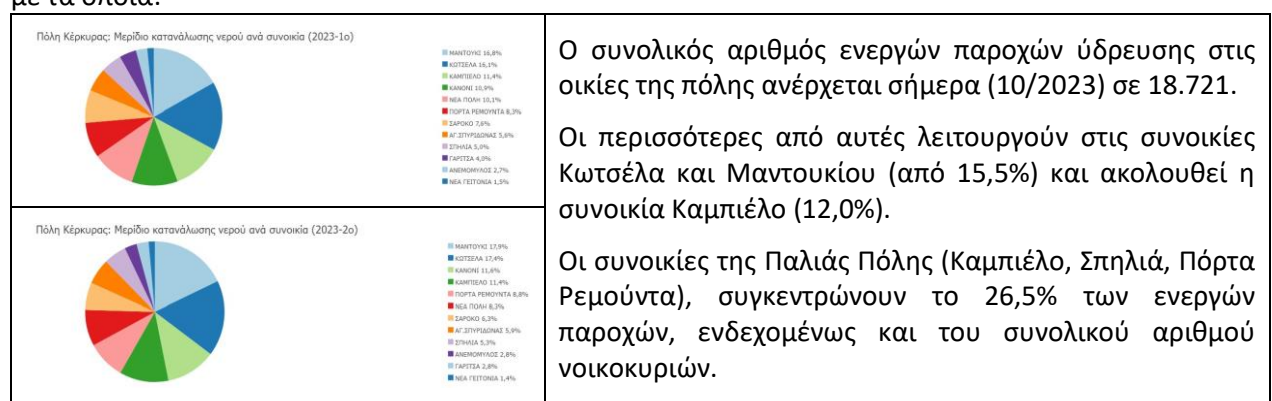 με τα οποία:
Πόλη Κέρκυρας: Μερίδιο κατανάλωσης νερού ανά συνοικία (2023-1ο)
ΜΑΝΤΟΥΚΙ 16,8%
ΚΩΤΣΕΛΑ 16,1%
ΚΑΜΠΙΕΛΟ 11,4%
ΚΑΝΟΝΙ 10,9%
ΝΕΑ ΠΟΛΗ 10,1%
ΠΟΡΤΑ ΡΕΜΟΥΝΤΑ 8,3%
ΣΑΡΟΚΟ 7,6%
ΑΓ.ΣΠΥΡΙΔΩΝΑΣ 5,6%
ΣΠΗΛΙΑ 5,0%
ΓΑΡΙΤΣΑ 4,0%
ΑΝΕΜΟΜΥΛΟΣ 2,7%
ΝΕΑ ΓΕΙΤΟΝΙΑ 1,5%
Πόλη Κέρκυρας: Μερίδιο κατανάλωσης νερού ανά συνοικία (2023-2ο)
ΜΑΝΤΟΥΚΙ 17,9%
ΚΩΤΣΕΛΑ 17,4%
ΚΑΝΟΝΙ 11,6%
ΚΑΜΠΙΕΛΟ 11,4%
ΠΟΡΤΑ ΡΕΜΟΥΝΤΑ 8,8%
ΝΕΑ ΠΟΛΗ 8,3%
ΣΑΡΟΚΟ 6,3%
ΑΓ.ΣΠΥΡΙΔΩΝΑΣ 5,9%
ΣΠΗΛΙΑ 5,3%
ΑΝΕΜΟΜΥΛΟΣ 2,8%
ΓΑΡΙΤΣΑ 2,8%
ΝΕΑ ΓΕΙΤΟΝΙΑ 1,4%
Ο συνολικός αριθμός ενεργών παροχών ύδρευσης στις
οικίες της πόλης ανέρχεται σήμερα (10/2023) σε 18.721.
Οι περισσότερες από αυτές λειτουργούν στις συνοικίες
Κωτσέλα και Μαντουκίου (από 15,5%) και ακολουθεί η
συνοικία Καμπιέλο (12,0%).
Οι συνοικίες της Παλιάς Πόλης (Καμπιέλο, Σπηλιά, Πόρτα
Ρεμούντα), συγκεντρώνουν το 26,5% των ενεργών
παροχών, ενδεχομένως και του συνολικού αριθμού
νοικοκυριών.